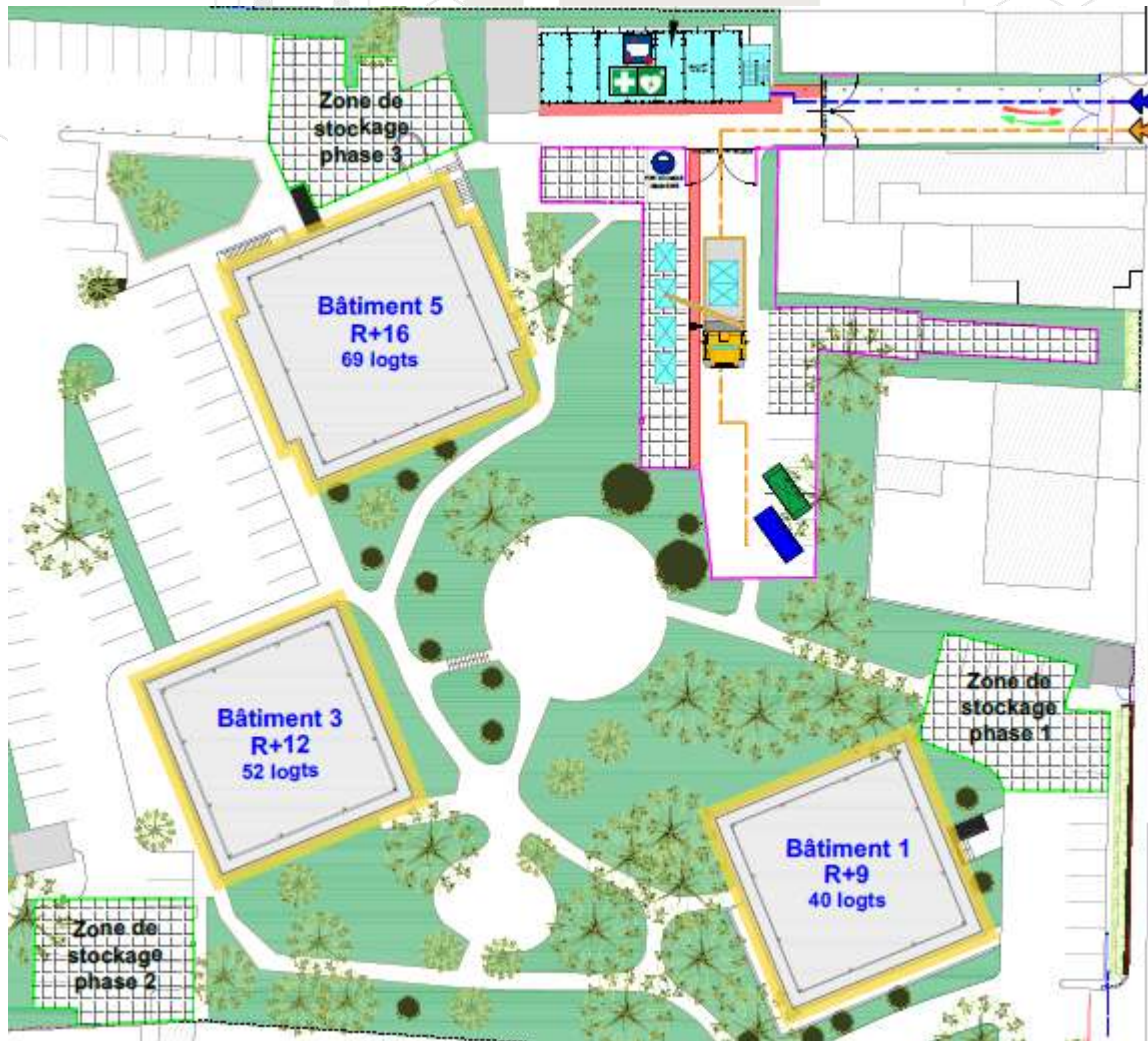 Zone de
stockage
phase 3
Bâtiment 5
R+16
69 logts
Bâtiment 3
R+12
52 logts
Zone de
stockage
phase 1
Bâtiment 1
R+9
40 logts
Zone de
stockage
phase 2